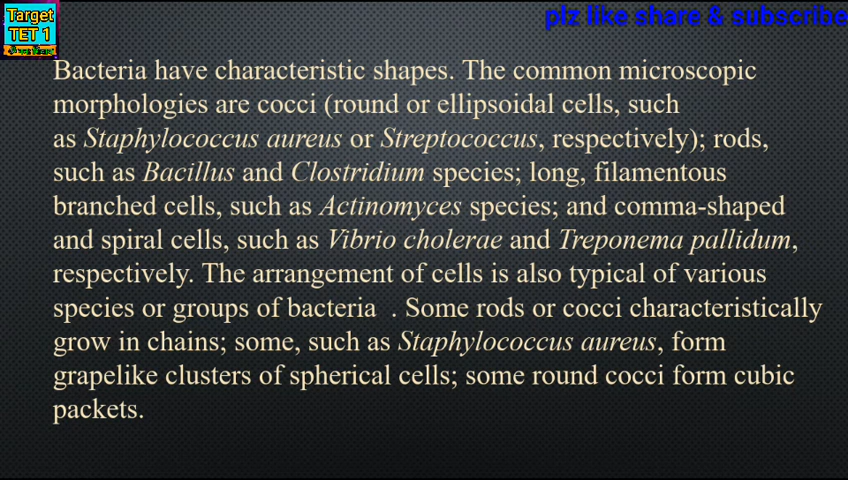 Target
TET 1
plz like share & subscribe
Bacteria have characteristic shapes. The common microscopic
morphologies are cocci (round or ellipsoidal cells, such
as Staphylococcus aureus or Streptococcus, respectively); rods,
such as Bacillus and Clostridium species; long, filamentous
branched cells, such as Actinomyces species; and comma-shaped
and spiral cells, such as Vibrio cholerae and Treponema pallidum,
respectively. The arrangement of cells is also typical of various
species or groups of bacteria . Some rods or cocci characteristically
grow in chains; some, such as Staphylococcus aureus, form
grapelike clusters of spherical cells; some round cocci form cubic
packets.